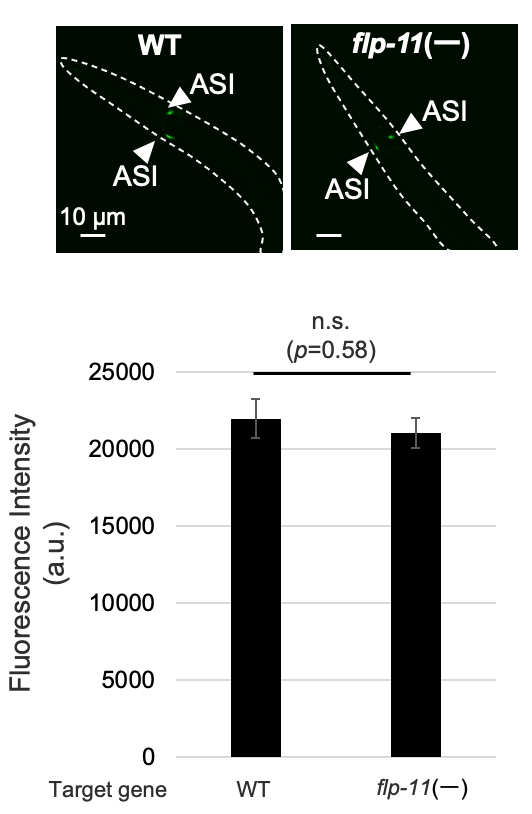 WT
ASI
ASI
10 μm
flp-11(—)
ASI
ASI
n.s.
(p=0.58)
Fluorescence Intensity
(a.u.)
25000
20000
15000
10000
5000
0
Target gene WT flp-11(—)